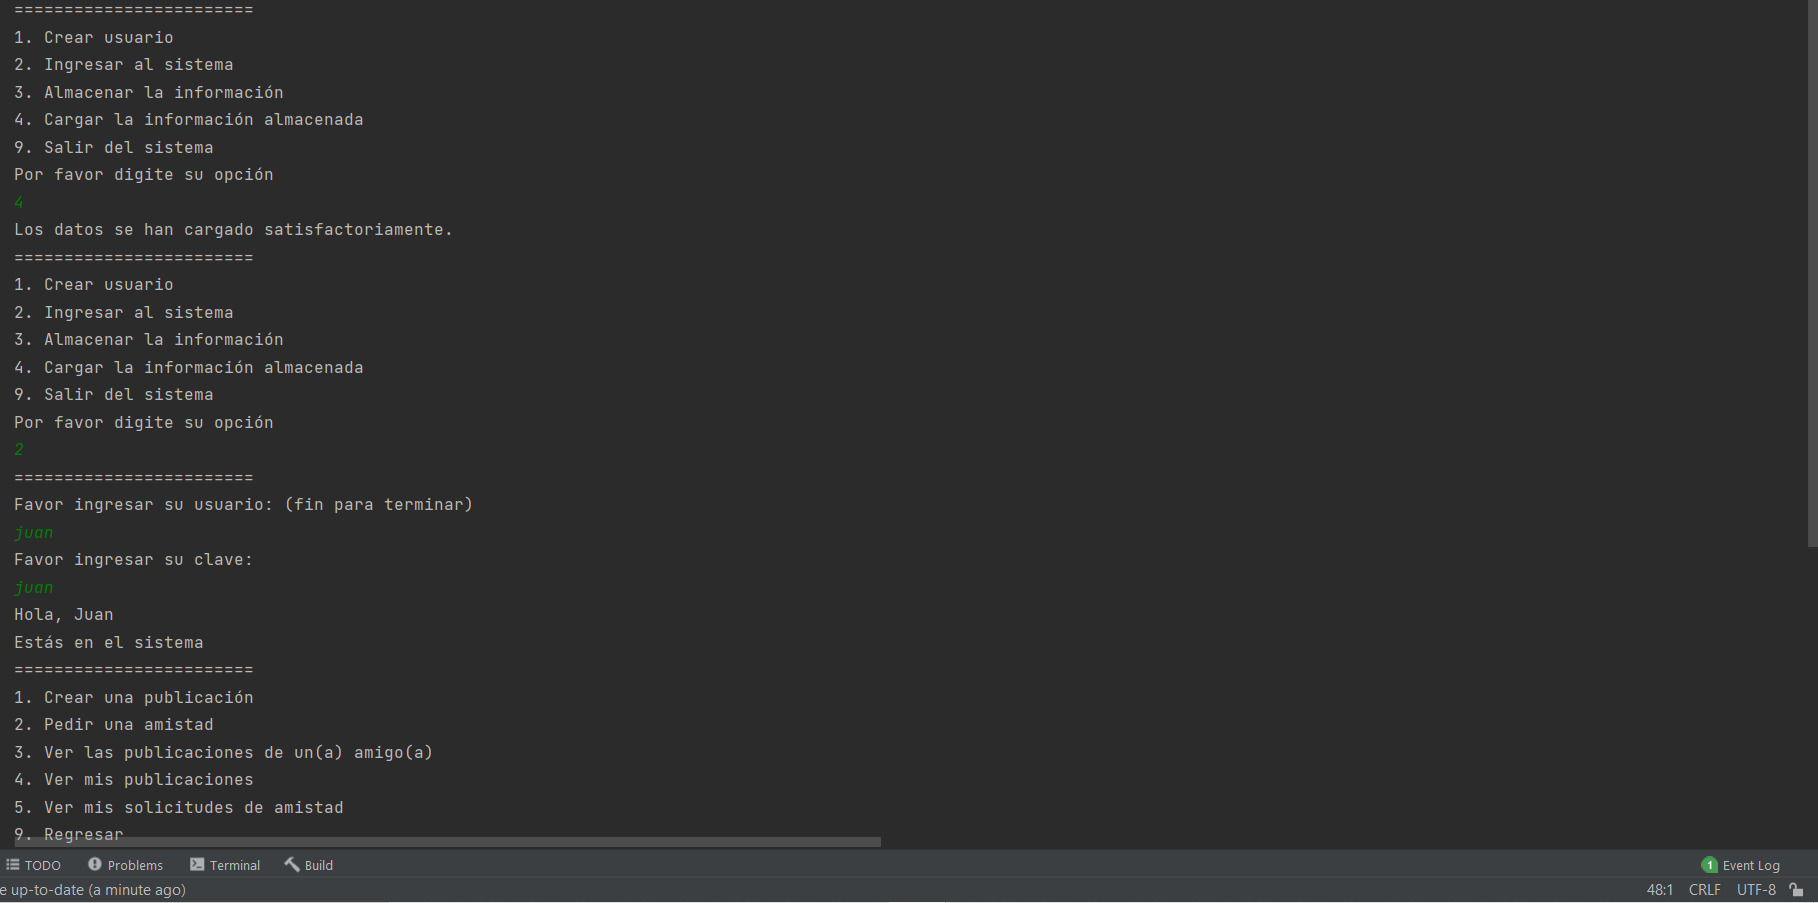 ========================
1. Crear usuario
2. Ingresar al sistema
3. Almacenar la información
4. Cargar la información almacenada
9. Salir del sistema
Por favor digite su opción
4
Los datos se han cargado satisfactoriamente.
========================
1. Crear usuario
2. Ingresar al sistema
3. Almacenar la información
4. Cargar la información almacenada
9. Salir del sistema
Por favor digite su opción
2
========================
Favor ingresar su usuario: (fin para terminar)
juan
Favor ingresar su clave:
juan
Hola, Juan
Estás en el sistema
========================
1. Crear una publicación
2. Pedir una amistad
3. Ver las publicaciones de un(a) amigo(a)
4. Ver mis publicaciones
5. Ver mis solicitudes de amistad
9. Regresar
TODO Problems Terminal Build 1 Event Log
e up-to-date (a minute ago) 48:1 CRLF UTF-8